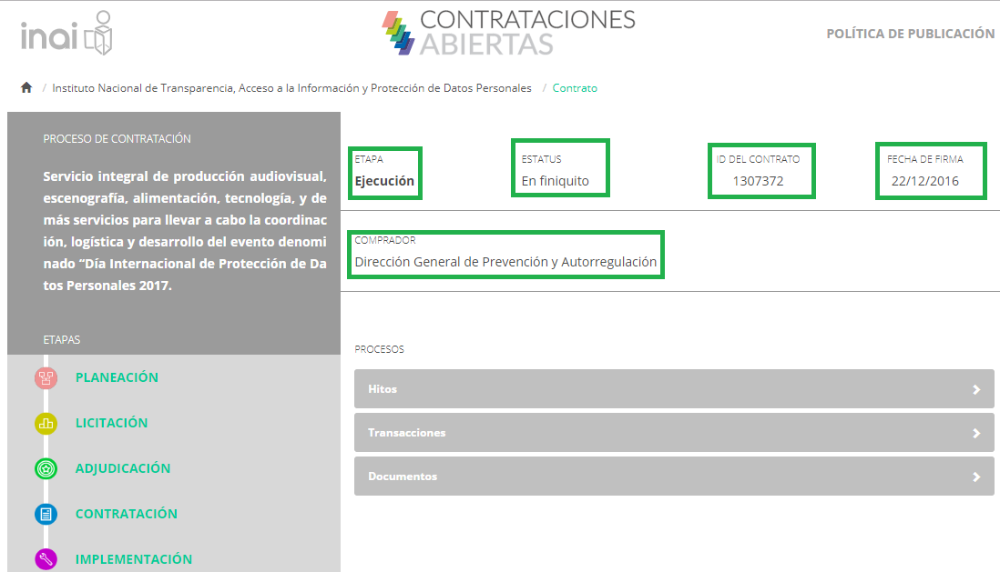 inai
CONTRATACIONES
ABIERTAS
POLÍTICA DE PUBLICACIÓN
/ Instituto Nacional de Transparencia, Acceso a la Información y Protección de Datos Personales / Contrato
PROCESO DE CONTRATACIÓN
Servicio integral de producción audiovisual,
escenografía, alimentación, tecnología, y de
más servicios para llevar a cabo la coordinac
ión, logística y desarrollo del evento denomi
nado “Día Internacional de Protección de Da
tos Personales 2017.
ETAPAS
PLANEACIÓN
LICITACIÓN
ADJUDICACIÓN
CONTRATACIÓN
IMPLEMENTACIÓN
ETAPA
Ejecución
ESTATUS
En finiquito
ID DEL CONTRATO
1307372
FECHA DE FIRMA
22/12/2016
COMPRADOR
Dirección General de Prevención y Autorregulación
PROCESOS
Hitos
Transacciones
Documentos